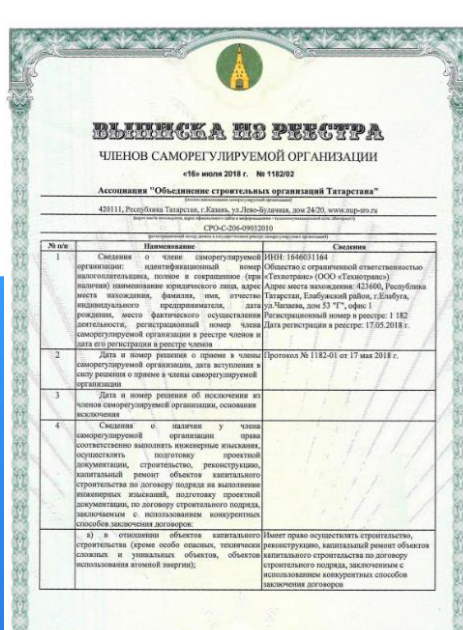 ВЫПИСКА ИЗ РЕЕСТРА
ЧЛЕНОВ САМОРЕГУЛИРУЕМОЙ ОРГАНИЗАЦИИ
«16» июля 2018 г. № 1182/02
Ассоциация "Объединение строительных организаций Татарстана"
420111, Республика Татарстан, г.Казань, ул.Лево-Булачная, дом 24/20, www.nup-sro.ru
СРО-С-206-09032010
№ п/п Наименование Сведения
1 Сведения о члене саморегулируемой
организации: идентификационный номер
налогоплательщика, полное и сокращенное (при
наличии) наименование юридического лица, адрес
места нахождения, фамилия, имя, отчество
индивидуального предпринимателя, дата
рождения, место фактического осуществления
деятельности, регистрационный номер члена
саморегулируемой организации в реестре членов и
дата его регистрации в реестре членов
ИНН: 1646031164
Общество с ограниченной ответственностью
«Технотранс» (ООО «Технотранс»)
Адрес места нахождения: 423600, Республика
Татарстан, Елабужский район, г.Елабуга,
ул.Чапаева, дом 53 "Г", офис 1
Регистрационный номер в реестре: 1 182
Дата регистрации в реестре: 17.05.2018 г.
2 Дата и номер решения о приеме в члены
саморегулируемой организации, дата вступления в
силу решения о приеме в члены саморегулируемой
организации
Протокол № 1182-01 от 17 мая 2018 г.
3 Дата и номер решения об исключении из
членов саморегулируемой организации, основания
исключения
4 Сведения о наличии у члена
саморегулируемой организации права
соответственно выполнять инженерные изыскания,
осуществлять подготовку проектной
документации, строительство, реконструкцию,
капитальный ремонт объектов капитального
строительства по договору подряда на выполнение
инженерных изысканий, подготовку проектной
документации, по договору строительного подряда,
заключаемым с использованием конкурентных
способов заключения договоров:
а) в отношении объектов капитального
строительства (кроме особо опасных, технически
сложных и уникальных объектов, объектов
использования атомной энергии);
Имеет право осуществлять строительство,
реконструкцию, капитальный ремонт объектов
капитального строительства по договору
строительного подряда, заключенным с
использованием конкурентных способов
заключения договоров